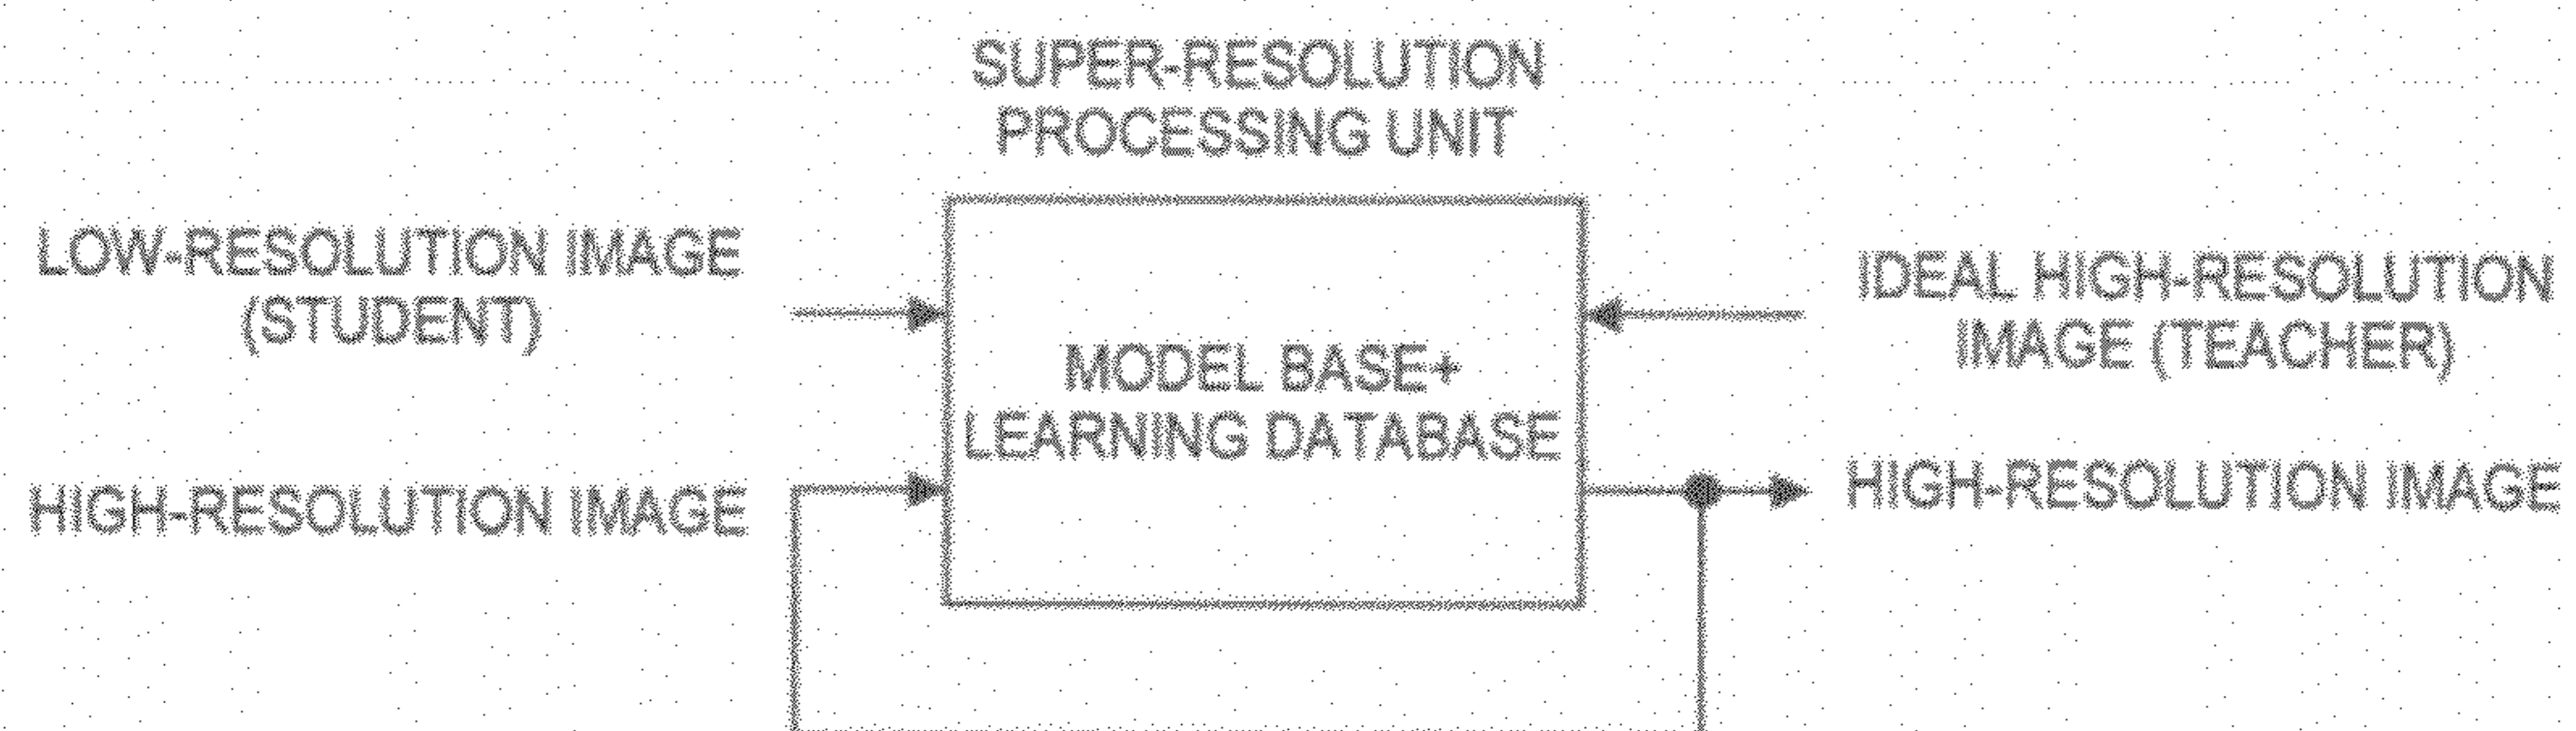 SUPER-RESOLUTION
PROCESSING UNIT
LOW-RESOLUTION IMAGE
(STUDENT)
IDEAL HIGH-RESOLUTION
IMAGE (TEACHER)
MODEL BASE+
LEARNING DATABASE
HIGH-RESOLUTION IMAGE
HIGH-RESOLUTION IMAGE